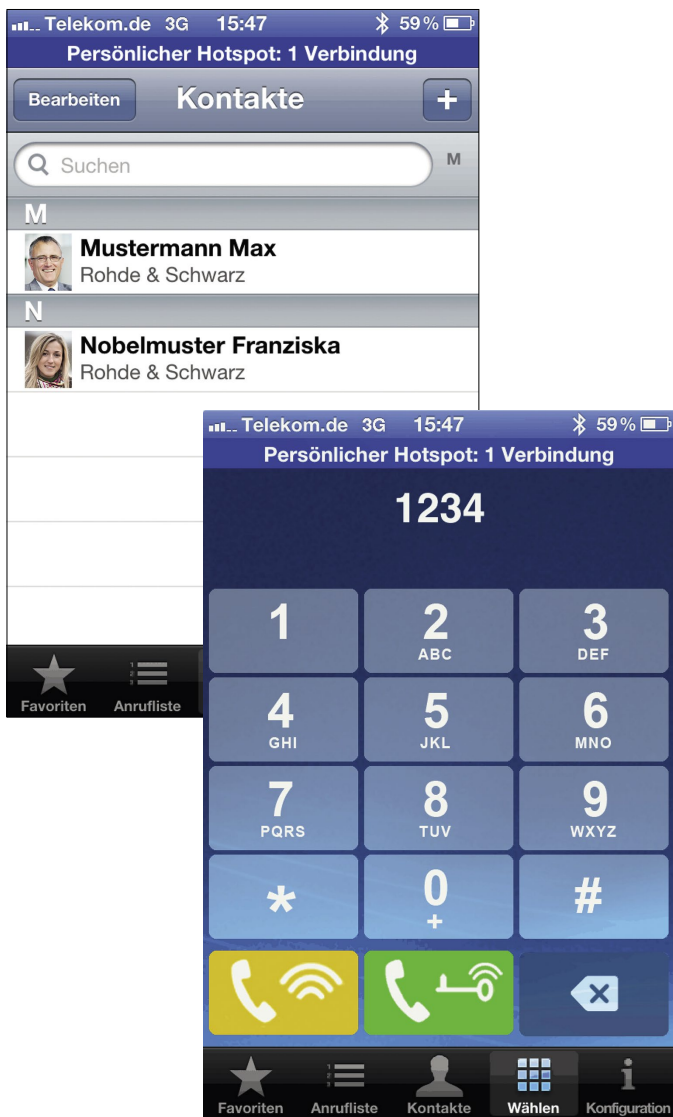 Telekom.de 3G 15:47 59 %
Persönlicher Hotspot: 1 Verbindung
Bearbeiten Kontakte +
Suchen M
M
Mustermann Max
Rohde & Schwarz
N
Nobelmuster Franziska
Rohde & Schwarz
Favoriten Anrufliste
Telekom.de 3G 15:47 59 %
Persönlicher Hotspot: 1 Verbindung
1234
1 2 3
ABC DEF
4 5 6
GHI JKL MNO
7 8 9
PQRS TUV WXYZ
* 0 #
+
Favoriten Anrufliste Kontakte Wählen Konfiguration